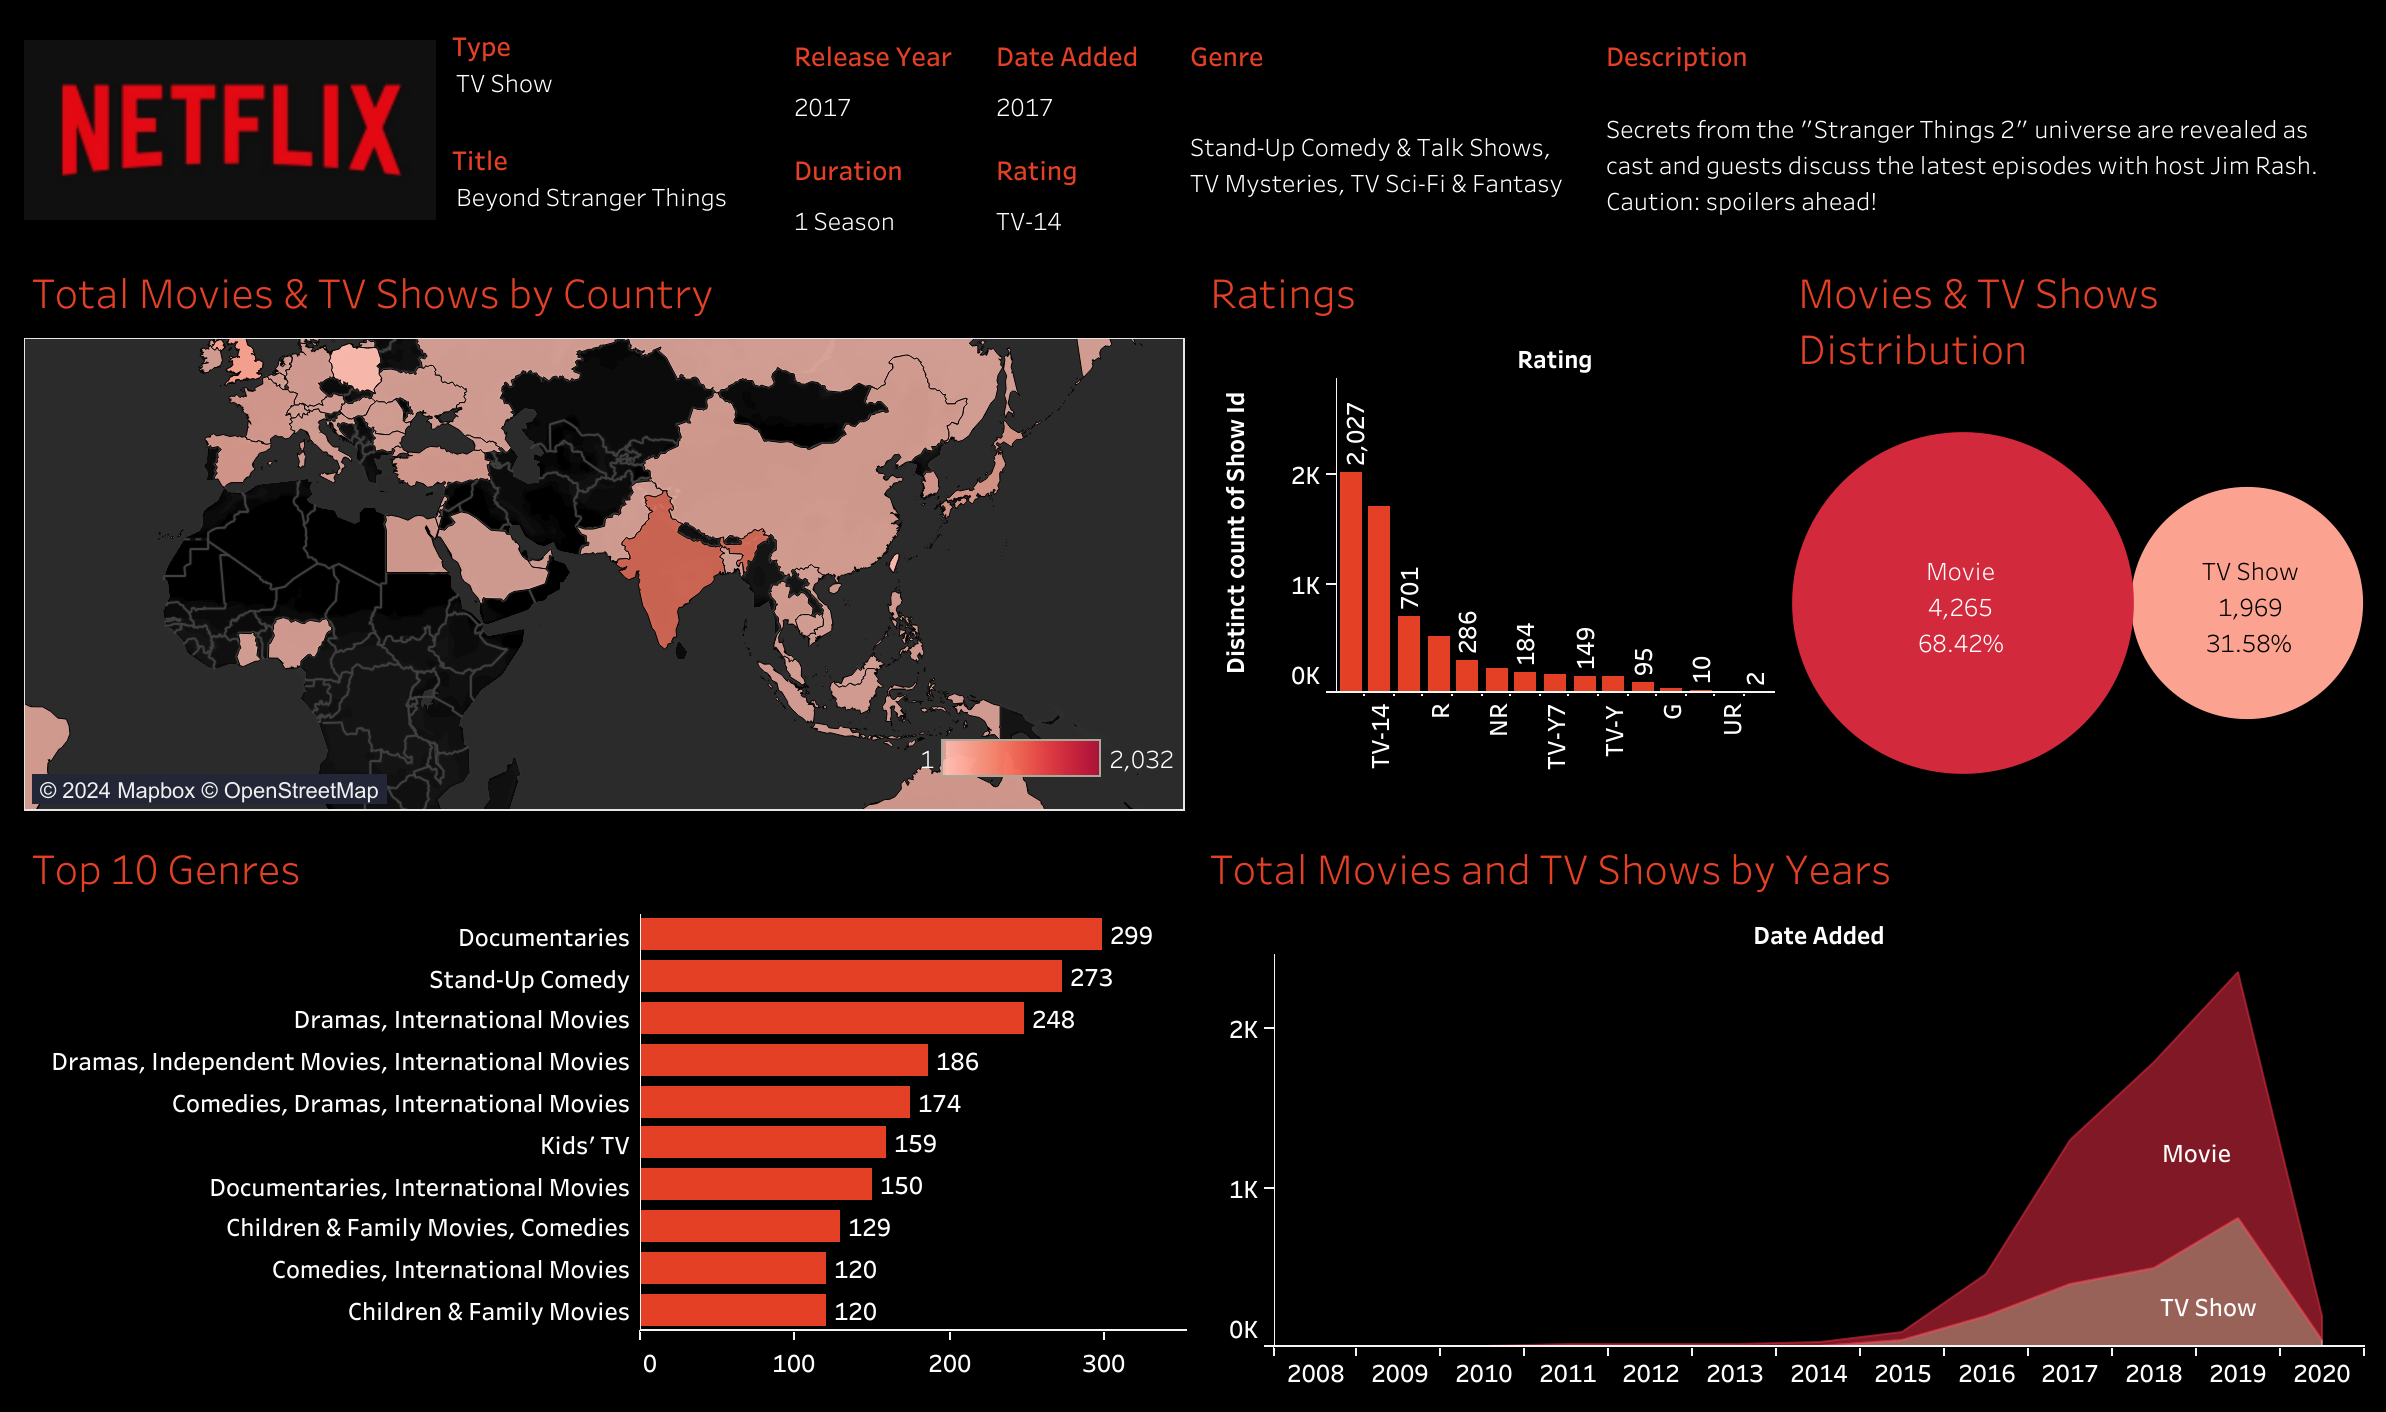 NETFLIX
Type
TV Show
Title
Beyond Stranger Things
Release Year
2017
Duration
1 Season
Date Added
2017
Rating
TV-14
Genre
Stand-Up Comedy & Talk Shows,
TV Mysteries, TV Sci-Fi & Fantasy
Description
Secrets from the "Stranger Things 2" universe are revealed as
cast and guests discuss the latest episodes with host Jim Rash.
Caution: spoilers ahead!
Total Movies & TV Shows by Country
1
2,032
© 2024 Mapbox © OpenStreetMap
Ratings
Rating
Distinct count of Show Id
2K
1K
0K
2,027
701
286
184
149
95
10
2
TV-14
R
NR
TV-Y7
TV-Y
G
UR
Movies & TV Shows
Distribution
Movie
4,265
68.42%
TV Show
1,969
31.58%
Top 10 Genres
Documentaries 299
Stand-Up Comedy 273
Dramas, International Movies 248
Dramas, Independent Movies, International Movies 186
Comedies, Dramas, International Movies 174
Kids' TV 159
Documentaries, International Movies 150
Children & Family Movies, Comedies 129
Comedies, International Movies 120
Children & Family Movies 120
0 100 200 300
Total Movies and TV Shows by Years
Date Added
2K
1K
0K
Movie
TV Show
2008 2009 2010 2011 2012 2013 2014 2015 2016 2017 2018 2019 2020